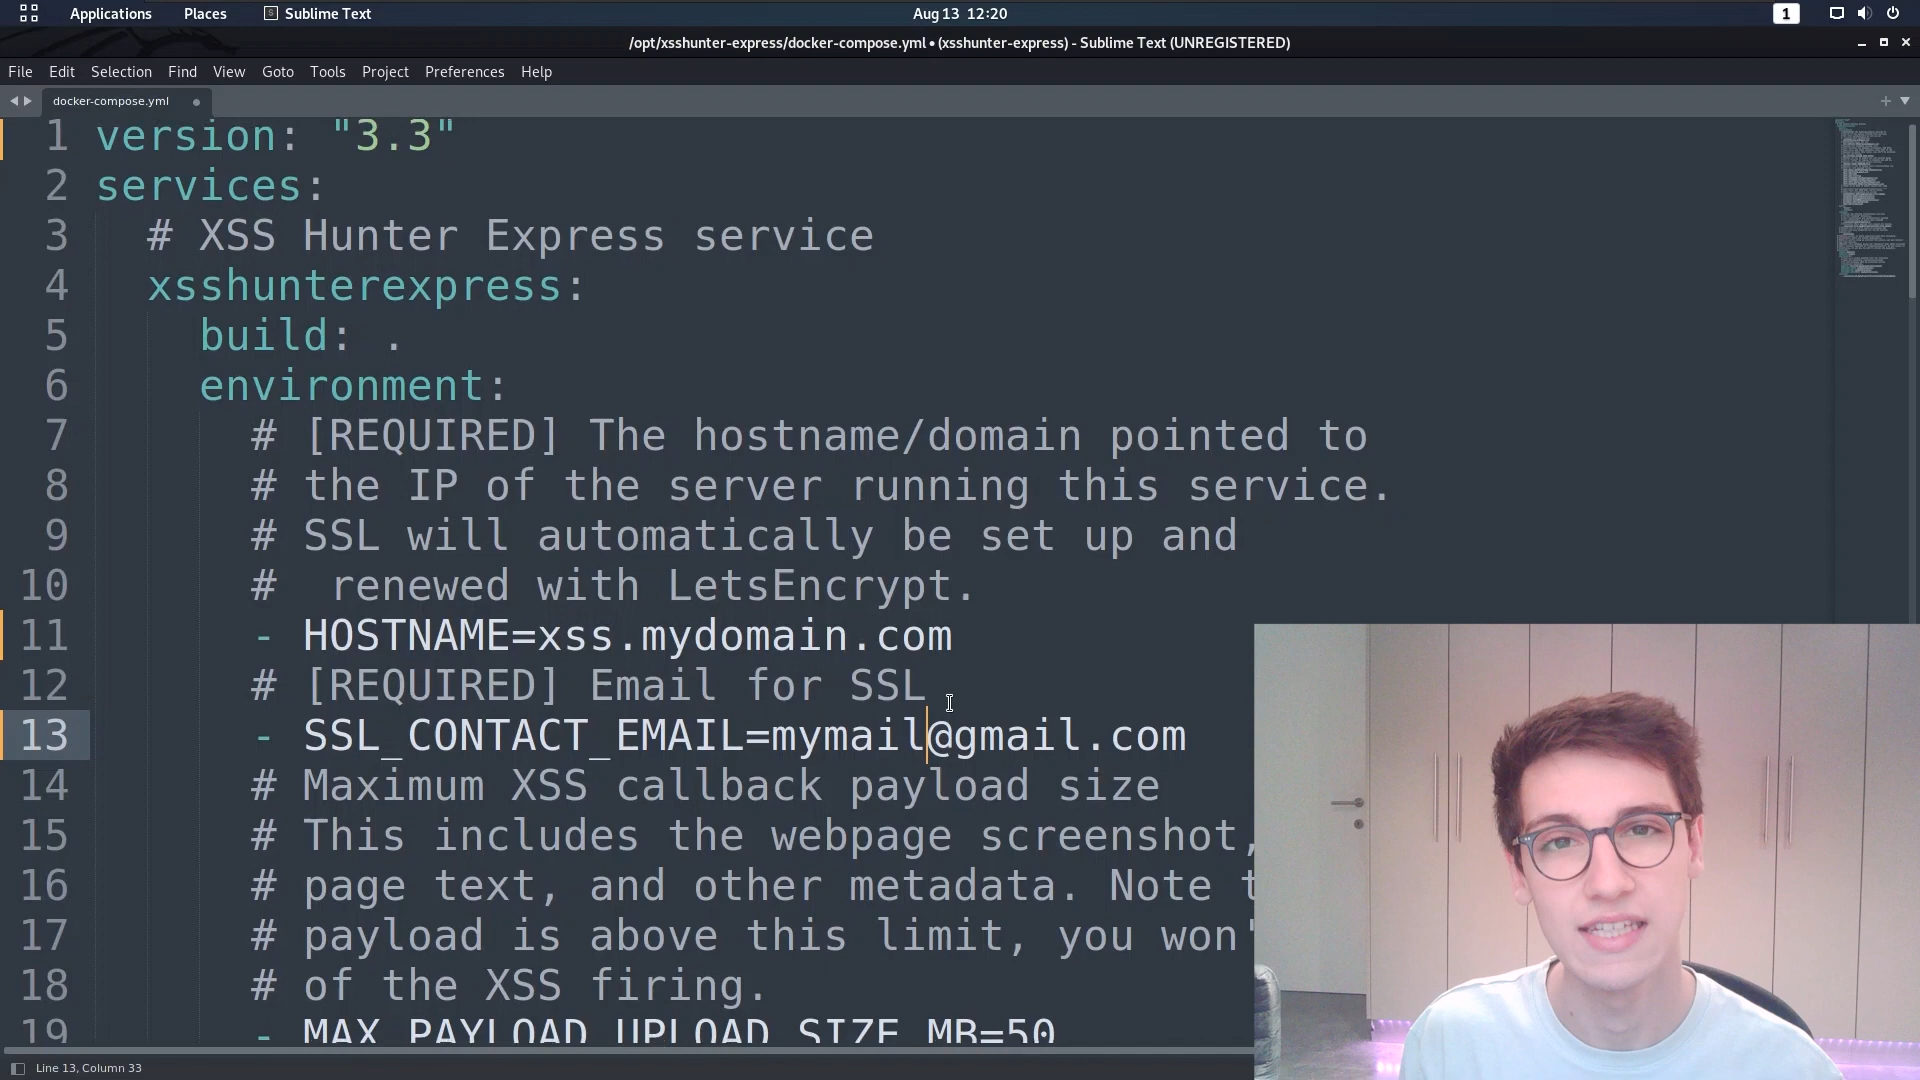 Applications Places Sublime Text Aug 13 12:20 1
/opt/xsshunter-express/docker-compose.yml • (xsshunter-express) - Sublime Text (UNREGISTERED)
File Edit Selection Find View Goto Tools Project Preferences Help
docker-compose.yml
1 version: "3.3"
2 services:
3 # XSS Hunter Express service
4 xsshunterexpress:
5 build: .
6 environment:
7 # [REQUIRED] The hostname/domain pointed to
8 # the IP of the server running this service.
9 # SSL will automatically be set up and
10 # renewed with LetsEncrypt.
11 - HOSTNAME=xss.mydomain.com
12 # [REQUIRED] Email for SSL
13 - SSL_CONTACT_EMAIL=mymail@gmail.com
14 # Maximum XSS callback payload size
15 # This includes the webpage screenshot,
16 # page text, and other metadata. Note
17 # payload is above this limit, you won'
18 # of the XSS firing.
19 - MAX_PAYLOAD_UPLOAD_SIZE_MB=50
Line 13, Column 33